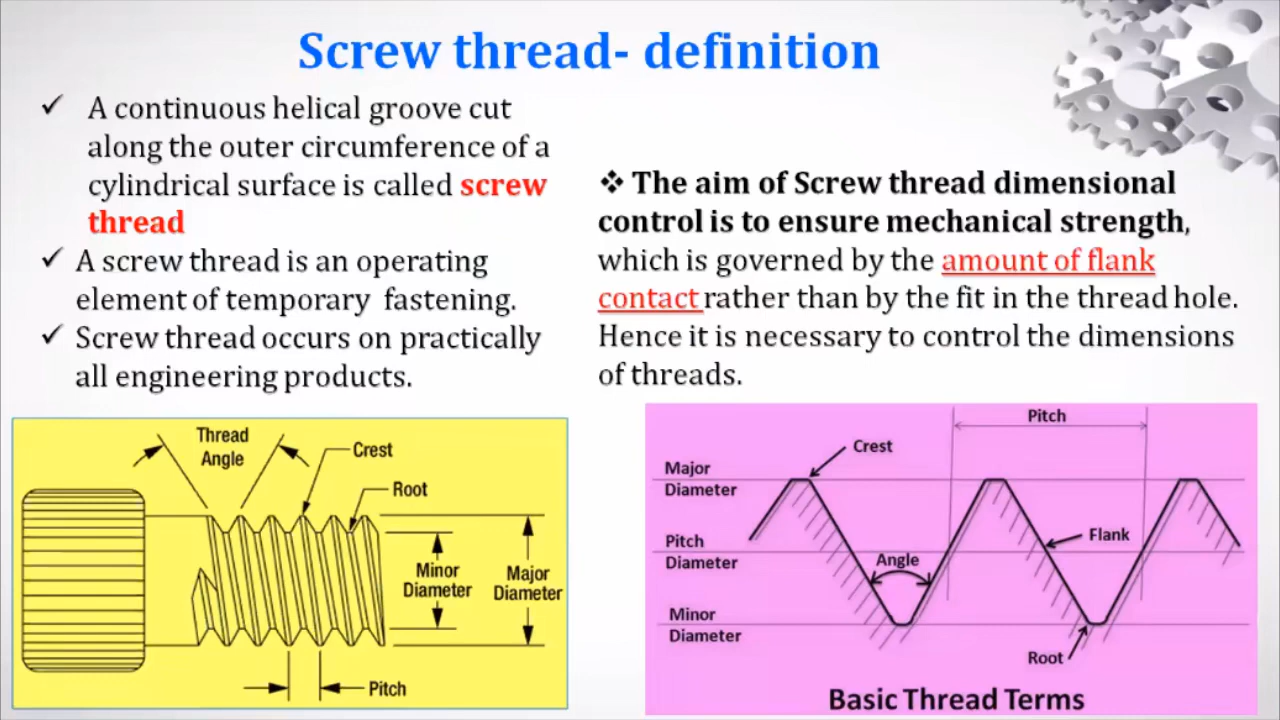 Screw thread- definition
✓ A continuous helical groove cut
along the outer circumference of a
cylindrical surface is called screw
thread
✓ A screw thread is an operating
element of temporary fastening.
✓ Screw thread occurs on practically
all engineering products.
❖ The aim of Screw thread dimensional
control is to ensure mechanical strength,
which is governed by the amount of flank
contact rather than by the fit in the thread hole.
Hence it is necessary to control the dimensions
of threads.
Thread
Angle
Crest
Root
Minor
Diameter
Major
Diameter
Pitch
Pitch
Crest
Major
Diameter
Flank
Pitch
Diameter
Angle
Minor
Diameter
Root
Basic Thread Terms